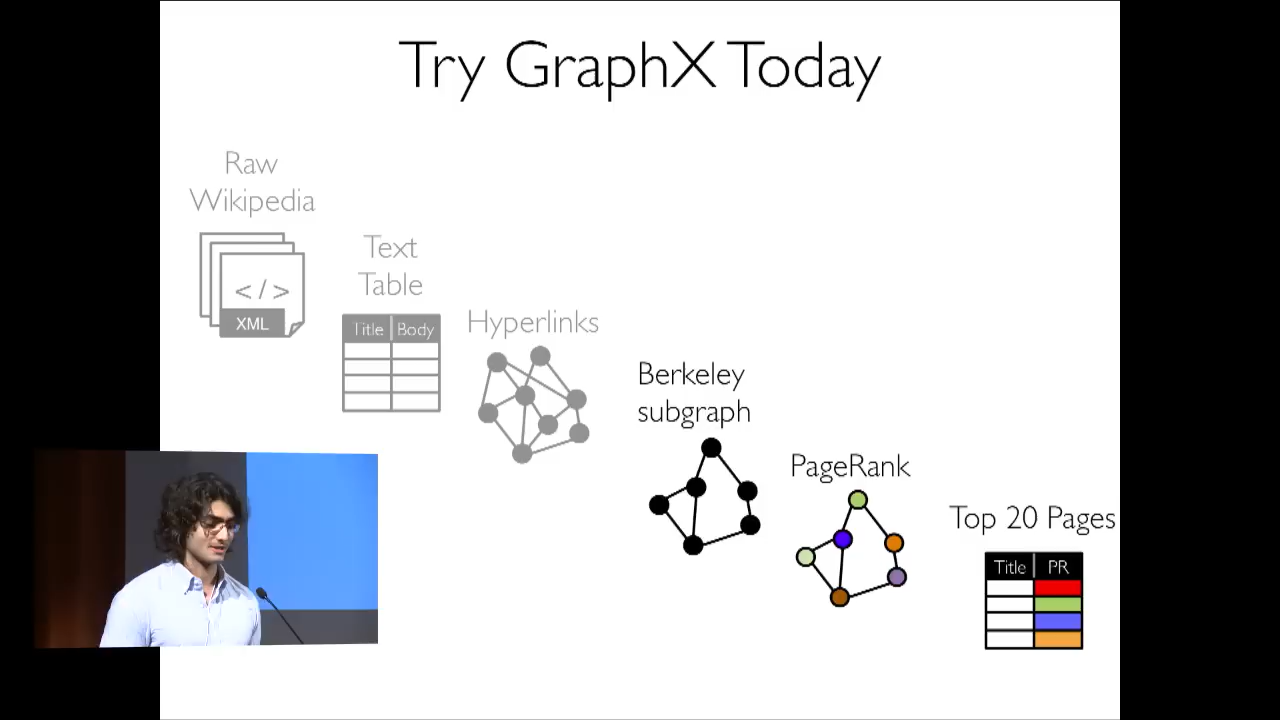 Try GraphX Today
Raw
Wikipedia
</>
XML
Text
Table
Title Body
Hyperlinks
Berkeley
subgraph
PageRank
Top 20 Pages
Title PR